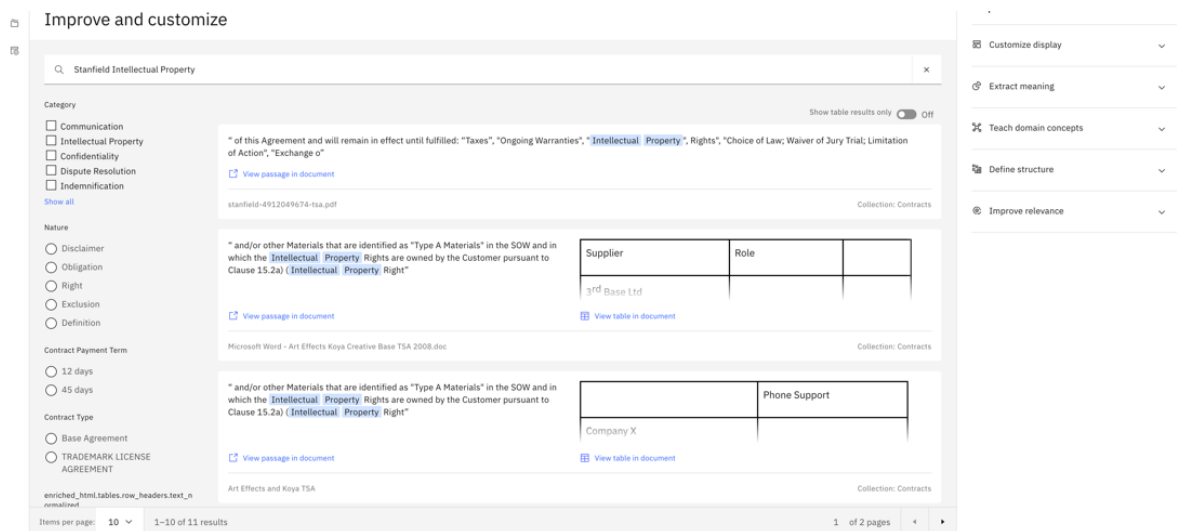 Improve and customize
Stanfield Intellectual Property
Category
Communication
Intellectual Property
Confidentiality
Dispute Resolution
Indemnification
Show all
Nature
Disclaimer
Obligation
Right
Exclusion
Definition
Contract Payment Term
12 days
45 days
Contract Type
Base Agreement
TRADEMARK LICENSE
AGREEMENT
enriched_html.tables.row_headers.text_n
ormalized
Show table results only Off
" of this Agreement and will remain in effect until fulfilled: "Taxes", "Ongoing Warranties", " Intellectual Property ", Rights", "Choice of Law; Waiver of Jury Trial; Limitation
of Action", "Exchange o"
View passage in document
stanfield-4912049674-tsa.pdf Collection: Contracts
" and/or other Materials that are identified as "Type A Materials" in the SOW and in
which the Intellectual Property Rights are owned by the Customer pursuant to
Clause 15.2a) ( Intellectual Property Right"
Supplier Role
3rd Base Ltd
View passage in document View table in document
Microsoft Word - Art Effects Koya Creative Base TSA 2008.doc Collection: Contracts
" and/or other Materials that are identified as "Type A Materials" in the SOW and in
which the Intellectual Property Rights are owned by the Customer pursuant to
Clause 15.2a) ( Intellectual Property Right"
Phone Support
Company X
View passage in document View table in document
Art Effects and Koya TSA Collection: Contracts
Items per page: 10 1–10 of 11 results 1 of 2 pages
Customize display
Extract meaning
Teach domain concepts
Define structure
Improve relevance